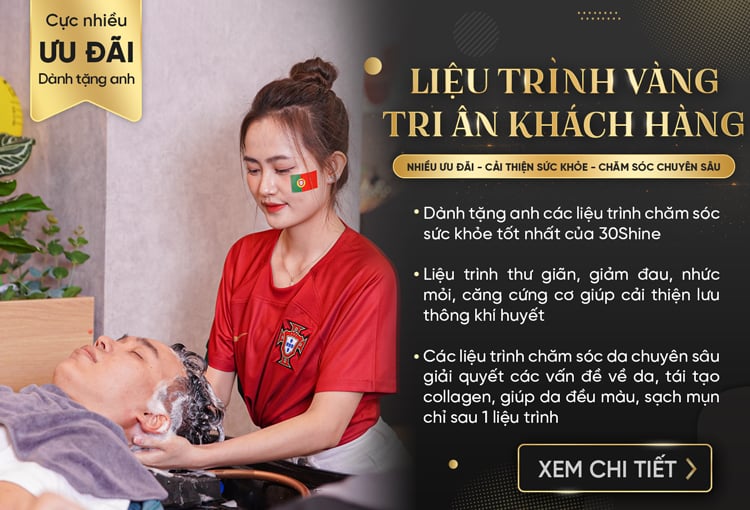 Cực nhiều
ƯU ĐÃI
Dành tặng anh
LIỆU TRÌNH VÀNG
TRI ÂN KHÁCH HÀNG
NHIỀU ƯU ĐÃI - CẢI THIỆN SỨC KHỎE - CHĂM SÓC CHUYÊN SÂU
• Dành tặng anh các liệu trình chăm sóc
sức khỏe tốt nhất của 30Shine
• Liệu trình thư giãn, giảm đau, nhức
mỏi, căng cứng cơ giúp cải thiện lưu
thông khí huyết
• Các liệu trình chăm sóc da chuyên sâu
giải quyết các vấn đề về da, tái tạo
collagen, giúp da đều màu, sạch mụn
chỉ sau 1 liệu trình
XEM CHI TIẾT